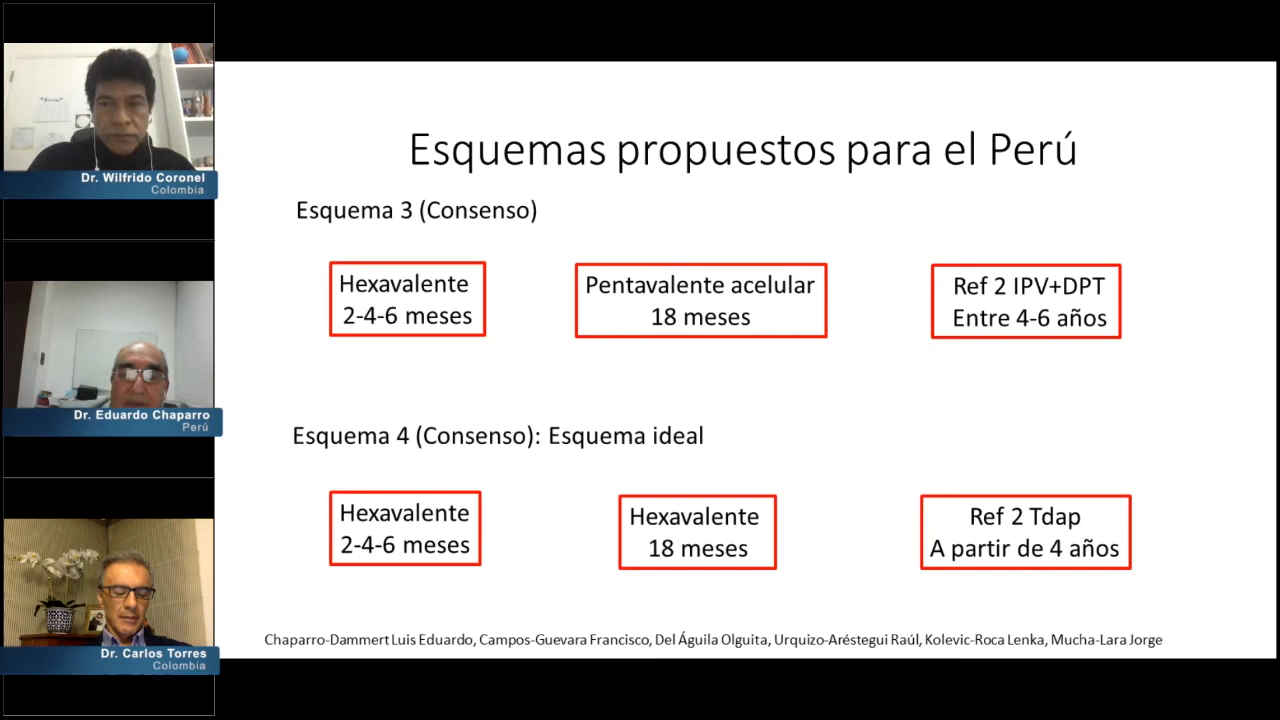 Dr. Wilfrido Coronel
Colombia
Dr. Eduardo Chaparro
Perú
Dr. Carlos Torres
Colombia
Esquemas propuestos para el Perú
Esquema 3 (Consenso)
Hexavalente
2-4-6 meses
Pentavalente acelular
18 meses
Ref 2 IPV+DPT
Entre 4-6 años
Esquema 4 (Consenso): Esquema ideal
Hexavalente
2-4-6 meses
Hexavalente
18 meses
Ref 2 Tdap
A partir de 4 años
Chaparro-Dammert Luis Eduardo, Campos-Guevara Francisco, Del Águila Olguita, Urquizo-Aréstegui Raúl, Kolevic-Roca Lenka, Mucha-Lara Jorge